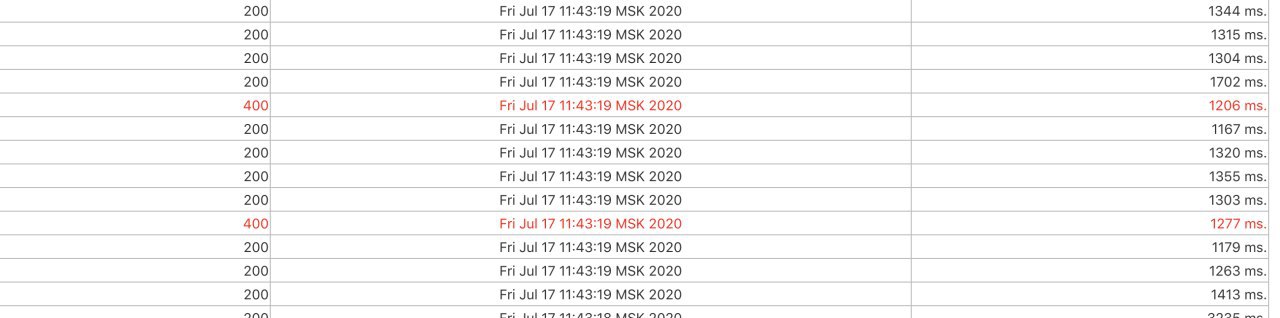 200 Fri Jul 17 11:43:19 MSK 2020 1344 ms.
200 Fri Jul 17 11:43:19 MSK 2020 1315 ms.
200 Fri Jul 17 11:43:19 MSK 2020 1304 ms.
200 Fri Jul 17 11:43:19 MSK 2020 1702 ms.
400 Fri Jul 17 11:43:19 MSK 2020 1206 ms.
200 Fri Jul 17 11:43:19 MSK 2020 1167 ms.
200 Fri Jul 17 11:43:19 MSK 2020 1320 ms.
200 Fri Jul 17 11:43:19 MSK 2020 1355 ms.
200 Fri Jul 17 11:43:19 MSK 2020 1303 ms.
400 Fri Jul 17 11:43:19 MSK 2020 1277 ms.
200 Fri Jul 17 11:43:19 MSK 2020 1179 ms.
200 Fri Jul 17 11:43:19 MSK 2020 1263 ms.
200 Fri Jul 17 11:43:19 MSK 2020 1413 ms.
200 Fri Jul 17 11:43:18 MSK 2020 3235 ms.